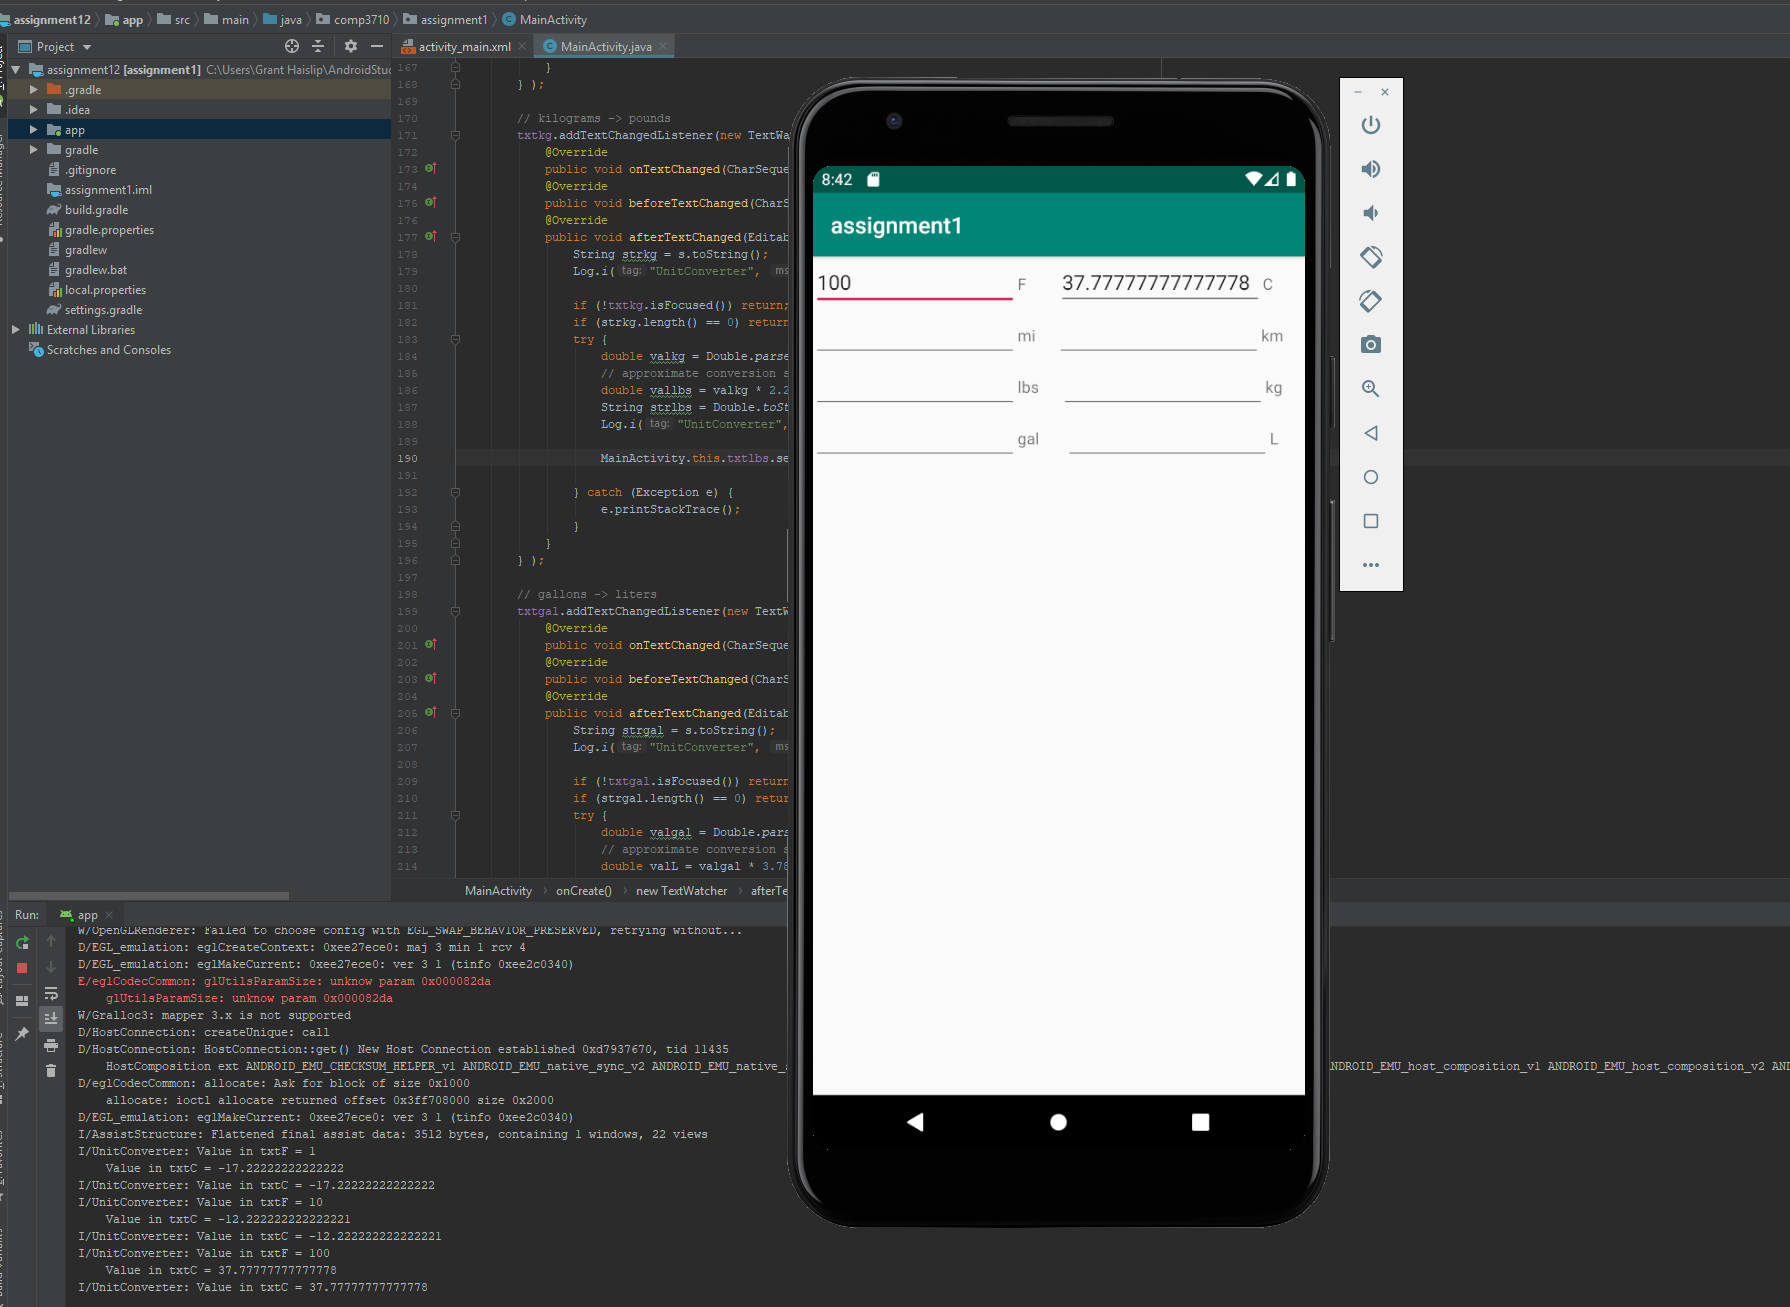 assignment12 app src main java comp3710 assignment1 MainActivity
Project
activity_main.xml
MainActivity.java
assignment12 [assignment1] C:\Users\Grant Haislip\AndroidStu
.gradle
.idea
app
gradle
.gitignore
assignment1.iml
build.gradle
gradle.properties
gradlew
gradlew.bat
local.properties
settings.gradle
External Libraries
Scratches and Consoles
167 }
168 } );
169
170 // kilograms -> pounds
171 txtkg.addTextChangedListener(new TextWa
172 @Override
173 public void onTextChanged(CharSeque
174 @Override
175 public void beforeTextChanged(CharS
176 @Override
177 public void afterTextChanged(Editab
178 String strkg = s.toString();
179 Log.i( tag: "UnitConverter", ms
180
181 if (!txtkg.isFocused()) return;
182 if (strkg.length() == 0) return
183 try {
184 double valkg = Double.parse
185 // approximate conversion s
186 double vallbs = valkg * 2.2
187 String strlbs = Double.toSt
188 Log.i( tag: "UnitConverter",
189
190 MainActivity.this.txtlbs.se
191
192 } catch (Exception e) {
193 e.printStackTrace();
194 }
195 }
196 } );
197
198 // gallons -> liters
199 txtgal.addTextChangedListener(new TextW
200 @Override
201 public void onTextChanged(CharSeque
202 @Override
203 public void beforeTextChanged(CharS
204 @Override
205 public void afterTextChanged(Editab
206 String strgal = s.toString();
207 Log.i( tag: "UnitConverter", ms
208
209 if (!txtgal.isFocused()) return
210 if (strgal.length() == 0) retur
211 try {
212 double valgal = Double.pars
213 // approximate conversion s
214 double valL = valgal * 3.78
MainActivity onCreate() new TextWatcher afterTe
8:42
assignment1
100 F 37.77777777777778 C
mi km
lbs kg
gal L
Run: app
W/OpenGLRenderer: Failed to choose config with EGL_SWAP_BEHAVIOR_PRESERVED, retrying without...
D/EGL_emulation: eglCreateContext: 0xee27ece0: maj 3 min 1 rcv 4
D/EGL_emulation: eglMakeCurrent: 0xee27ece0: ver 3 1 (tinfo 0xee2c0340)
E/eglCodecCommon: glUtilsParamSize: unknow param 0x000082da
glUtilsParamSize: unknow param 0x000082da
W/Gralloc3: mapper 3.x is not supported
D/HostConnection: createUnique: call
D/HostConnection: HostConnection::get() New Host Connection established 0xd7937670, tid 11435
HostComposition ext ANDROID_EMU_CHECKSUM_HELPER_v1 ANDROID_EMU_native_sync_v2 ANDROID_EMU_native_s NDROID_EMU_host_composition_v1 ANDROID_EMU_host_composition_v2 AND
D/eglCodecCommon: allocate: Ask for block of size 0x1000
allocate: ioctl allocate returned offset 0x3ff708000 size 0x2000
D/EGL_emulation: eglMakeCurrent: 0xee27ece0: ver 3 1 (tinfo 0xee2c0340)
I/AssistStructure: Flattened final assist data: 3512 bytes, containing 1 windows, 22 views
I/UnitConverter: Value in txtF = 1
Value in txtC = -17.22222222222222
I/UnitConverter: Value in txtC = -17.22222222222222
I/UnitConverter: Value in txtF = 10
Value in txtC = -12.222222222222221
I/UnitConverter: Value in txtC = -12.222222222222221
I/UnitConverter: Value in txtF = 100
Value in txtC = 37.77777777777778
I/UnitConverter: Value in txtC = 37.77777777777778